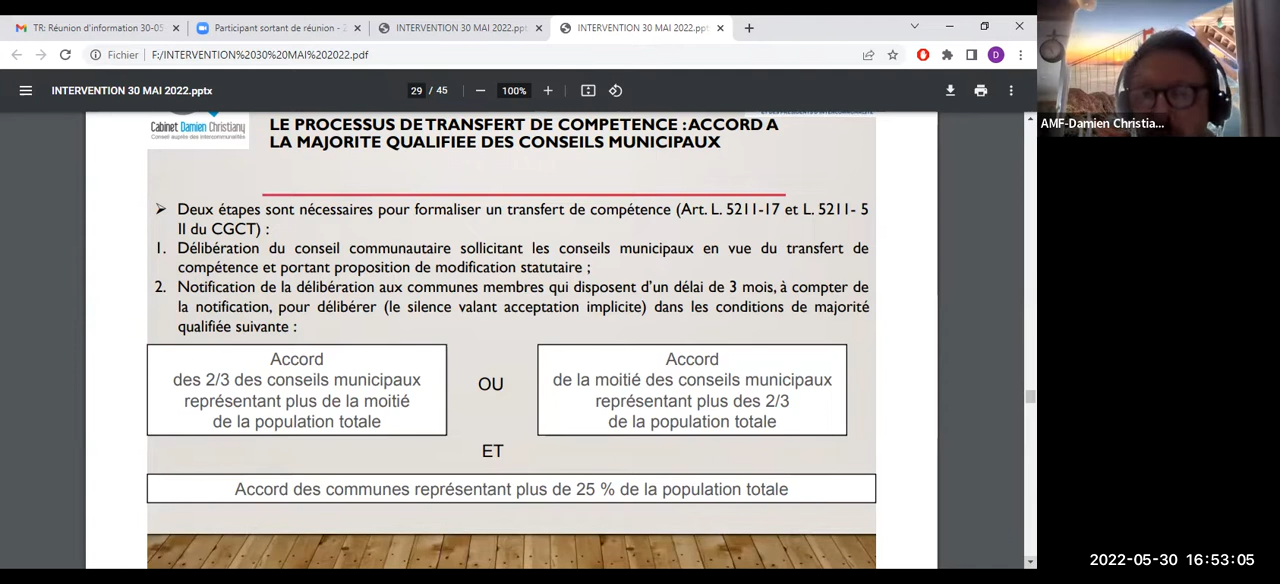 TR: Réunion d'information 30-05
Participant sortant de réunion -
INTERVENTION 30 MAI 2022.ppt
INTERVENTION 30 MAI 2022.ppt
Fichier | F:/INTERVENTION%2030%20MAI%202022.pdf
D
INTERVENTION 30 MAI 2022.pptx
29 / 45
100%
AMF-Damien Christia...
Cabinet Damien Christiany
Conseil auprès des intercommunalités
LE PROCESSUS DE TRANSFERT DE COMPETENCE : ACCORD A
LA MAJORITE QUALIFIEE DES CONSEILS MUNICIPAUX
➢ Deux étapes sont nécessaires pour formaliser un transfert de compétence (Art. L. 5211-17 et L. 5211- 5
II du CGCT) :
1. Délibération du conseil communautaire sollicitant les conseils municipaux en vue du transfert de
compétence et portant proposition de modification statutaire ;
2. Notification de la délibération aux communes membres qui disposent d'un délai de 3 mois, à compter de
la notification, pour délibérer (le silence valant acceptation implicite) dans les conditions de majorité
qualifiée suivante :
Accord
des 2/3 des conseils municipaux
représentant plus de la moitié
de la population totale
OU
Accord
de la moitié des conseils municipaux
représentant plus des 2/3
de la population totale
ET
Accord des communes représentant plus de 25 % de la population totale
2022-05-30 16:53:05